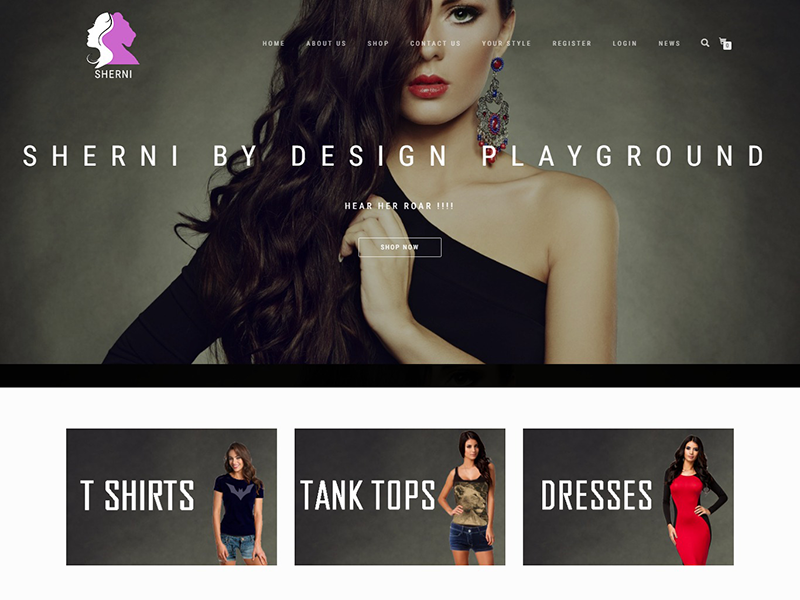 SHERNI
HOME ABOUT US SHOP CONTACT US YOUR STYLE REGISTER LOGIN NEWS
0
SHERNI BY DESIGN PLAYGROUND
HEAR HER ROAR !!!!
SHOP NOW
T SHIRTS
TANK TOPS
DRESSES